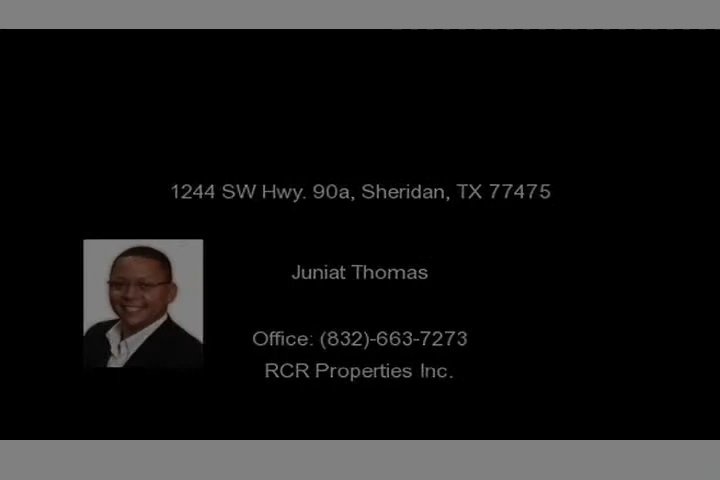 1244 SW Hwy. 90a, Sheridan, TX 77475
Juniat Thomas
Office: (832)-663-7273
RCR Properties Inc.